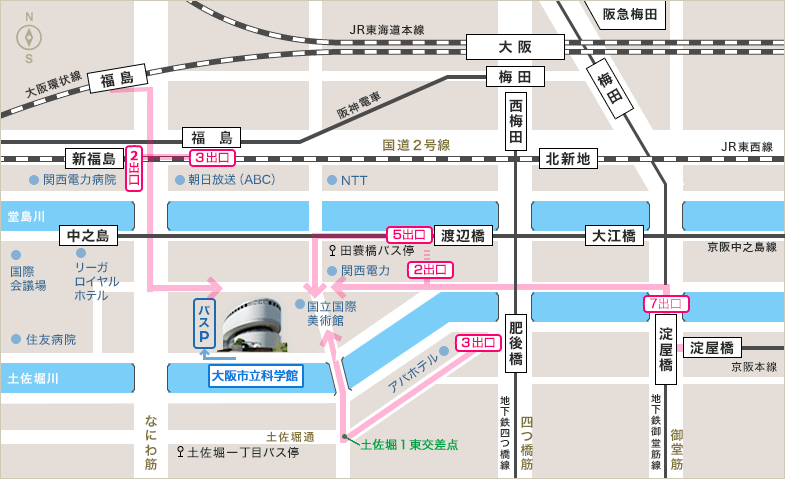 N
S
JR東海道本線
阪急梅田
大阪
大阪環状線
福島
梅田
梅田
阪神電車
西梅田
福島
国道2号線
JR東西線
新福島
2出口
3出口
北新地
関西電力病院
朝日放送(ABC)
NTT
堂島川
中之島
5出口
渡辺橋
大江橋
京阪中之島線
田蓑橋バス停
国際
会議場
リーガ
ロイヤル
ホテル
関西電力
2出口
バスP
国立国際
美術館
7出口
住友病院
肥後橋
淀屋橋
淀屋橋
3出口
アパホテル
京阪本線
土佐堀川
大阪市立科学館
なにわ筋
土佐堀通
土佐堀1東交差点
土佐堀一丁目バス停
地下鉄四つ橋線
四つ橋筋
地下鉄御堂筋線
御堂筋